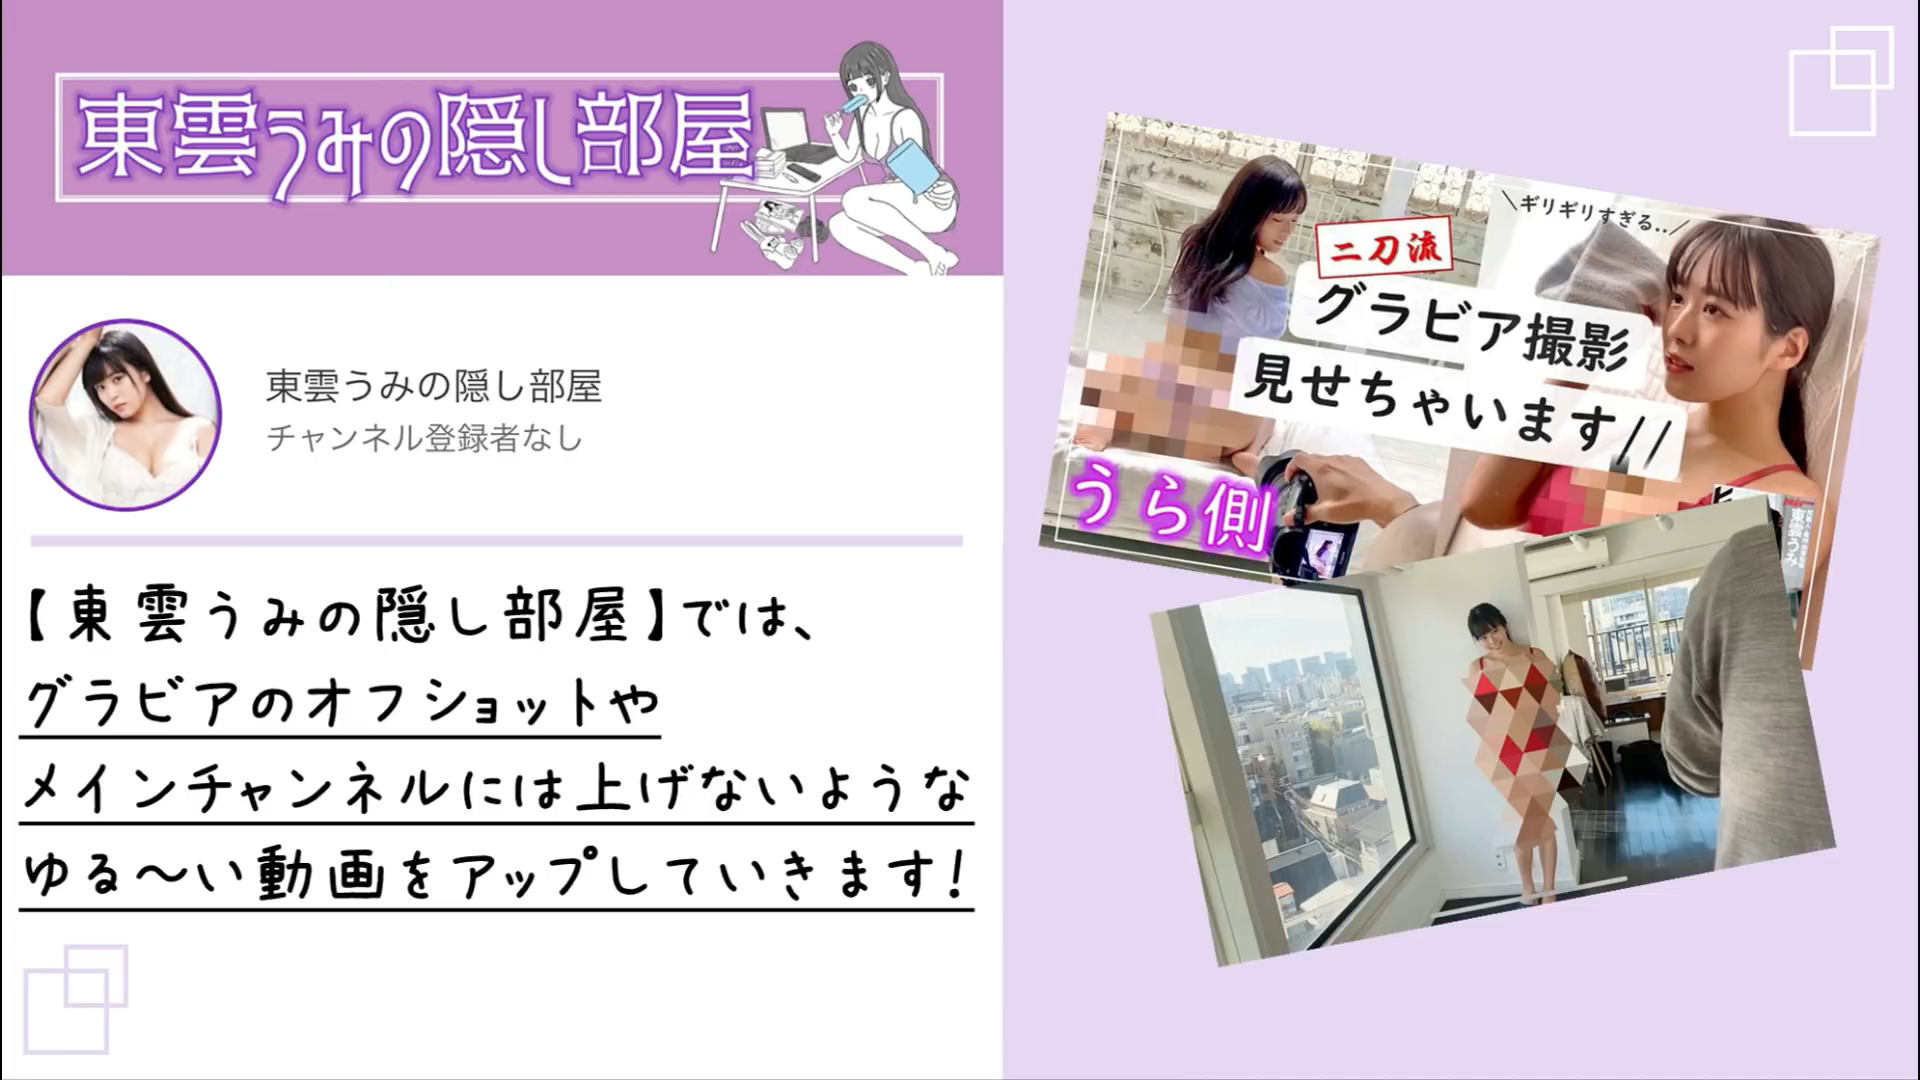 東雲うみの隠し部屋
東雲うみの隠し部屋
チャンネル登録者なし
【東雲うみの隠し部屋】では、
グラビアのオフショットや
メインチャンネルには上げないような
ゆる〜い動画をアップしていきます!
\ギリギリすぎる../
二刀流
グラビア撮影
見せちゃいます//
うら側
東雲うみ